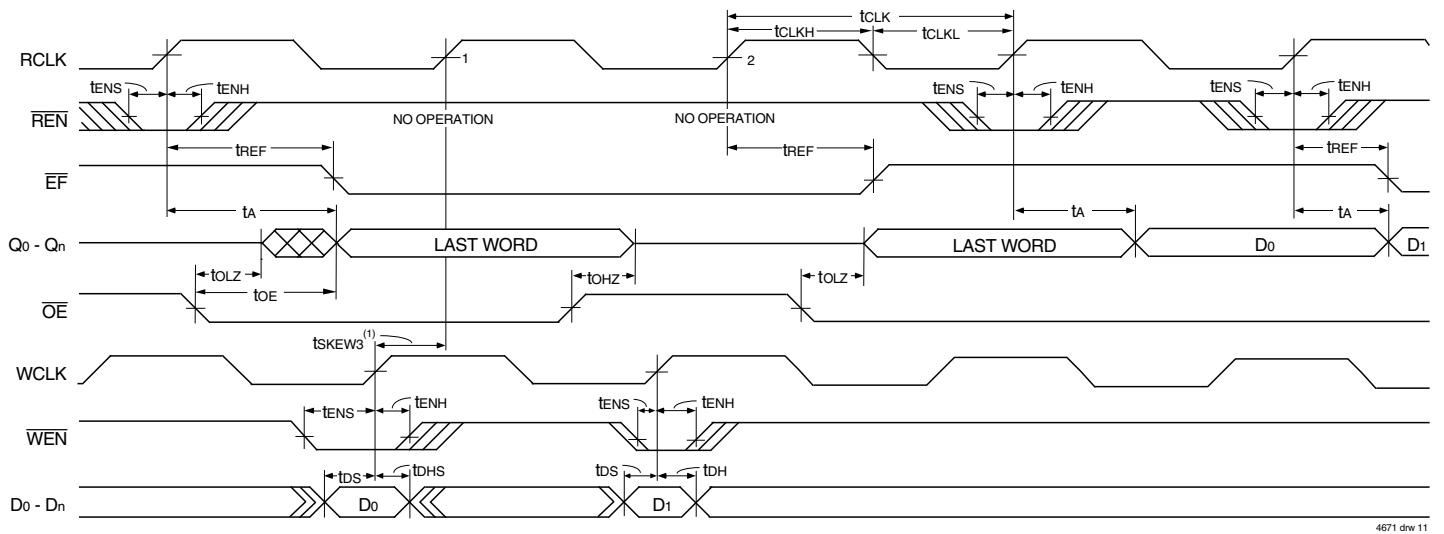 tCLK
tCLKH tCLKL
RCLK 1 2
tENS tENH tENS tENH tENS tENH
REN
NO OPERATION NO OPERATION
tREF tREF tREF
EF
tA tA tA
Q0 - Qn LAST WORD LAST WORD D0 D1
tOLZ tOHZ tOLZ
tOE
OE
tSKEW3(1)
WCLK
tENS tENH tENS tENH
WEN
tDS tDHS tDS tDH
D0 - Dn D0 D1
4671 drw 11